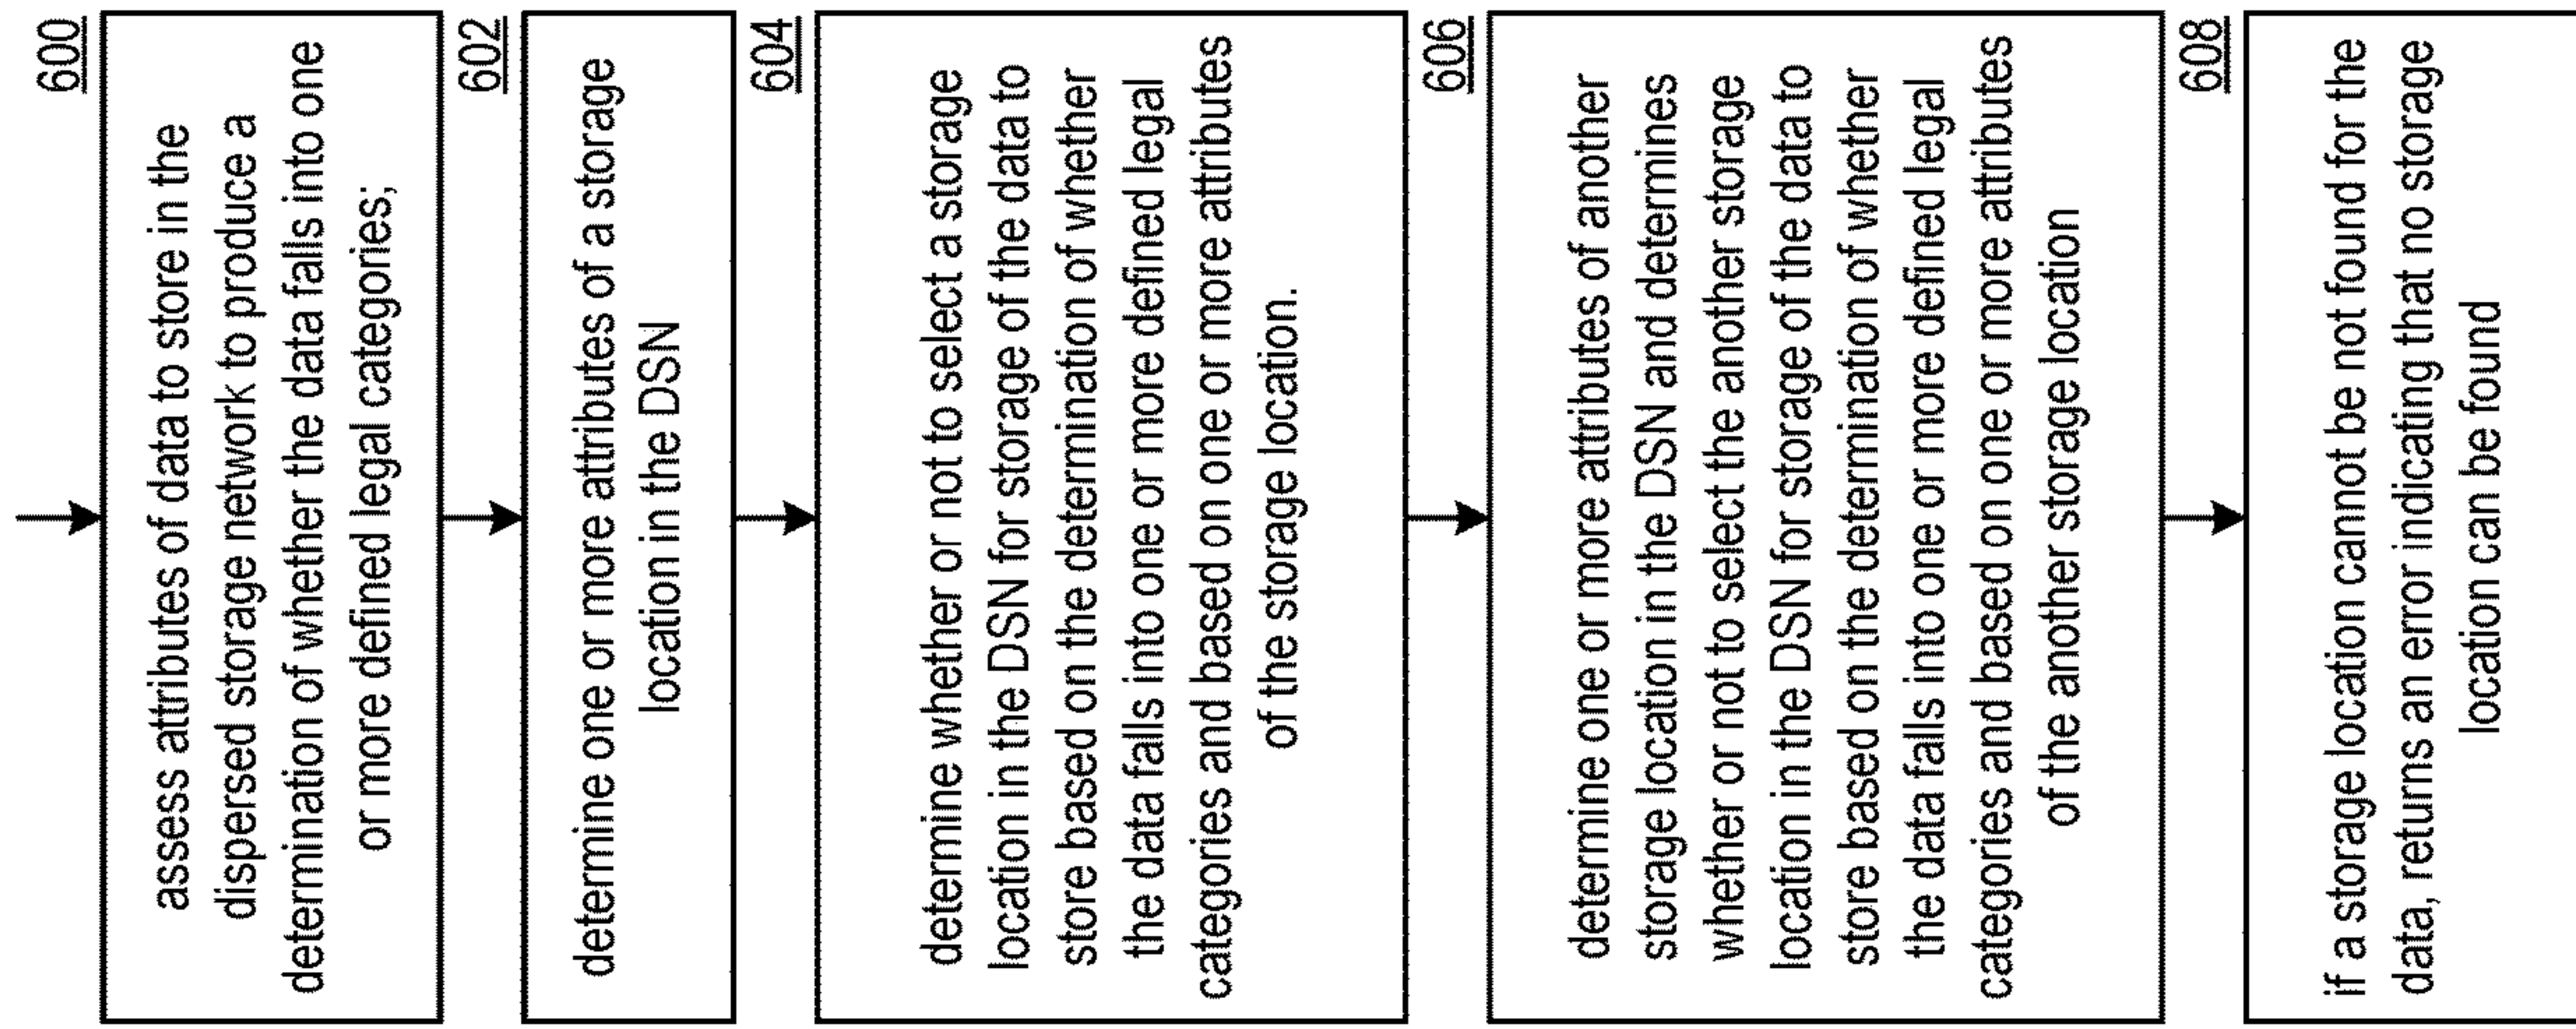 600
assess attributes of data to store in the
dispersed storage network to produce a
determination of whether the data falls into one
or more defined legal categories;
602
determine one or more attributes of a storage
location in the DSN
604
determine whether or not to select a storage
location in the DSN for storage of the data to
store based on the determination of whether
the data falls into one or more defined legal
categories and based on one or more attributes
of the storage location.
606
determine one or more attributes of another
storage location in the DSN and determines
whether or not to select the another storage
location in the DSN for storage of the data to
store based on the determination of whether
the data falls into one or more defined legal
categories and based on one or more attributes
of the another storage location
608
if a storage location cannot be not found for the
data, returns an error indicating that no storage
location can be found